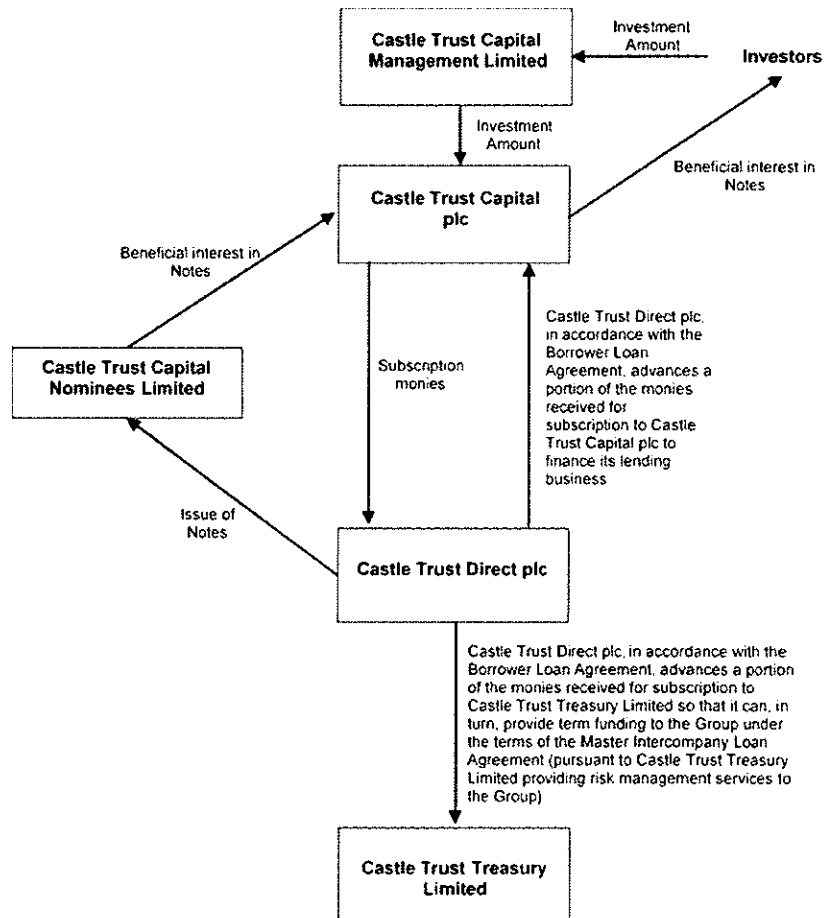 Castle Trust Capital
Management Limited
Investment
Amount
Investors
Investment
Amount
Castle Trust Capital
plc
Beneficial interest in
Notes
Beneficial interest in
Notes
Castle Trust Capital
Nominees Limited
Subscription
monies
Castle Trust Direct plc,
in accordance with the
Borrower Loan
Agreement, advances a
portion of the monies
received for
subscription to Castle
Trust Capital plc to
finance its lending
business
Issue of
Notes
Castle Trust Direct plc
Castle Trust Direct plc, in accordance with the
Borrower Loan Agreement, advances a portion
of the monies received for subscription to
Castle Trust Treasury Limited so that it can, in
turn, provide term funding to the Group under
the terms of the Master Intercompany Loan
Agreement (pursuant to Castle Trust Treasury
Limited providing risk management services to
the Group)
Castle Trust Treasury
Limited